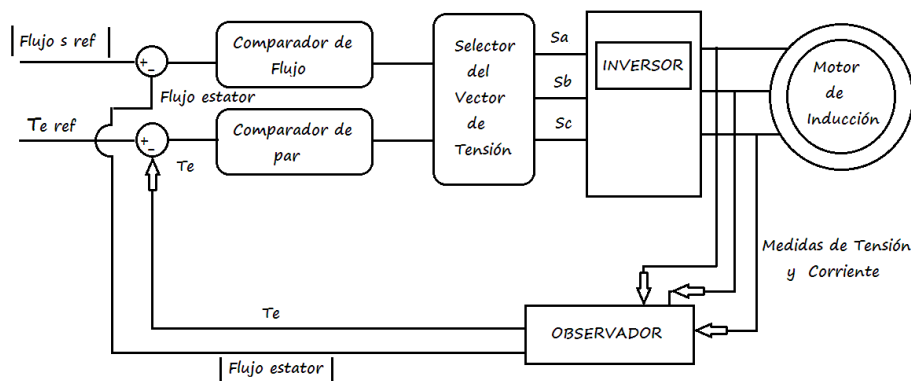 |Flujo s ref|
+
-
Comparador de
Flujo
Selector
del
Vector
de
Tensión
Sa
Sb
Sc
INVERSOR
Motor
de
Inducción
Flujo estator
Te ref
+
-
Te
Comparador de
par
Medidas de Tensión
y Corriente
Te
OBSERVADOR
|Flujo estator|